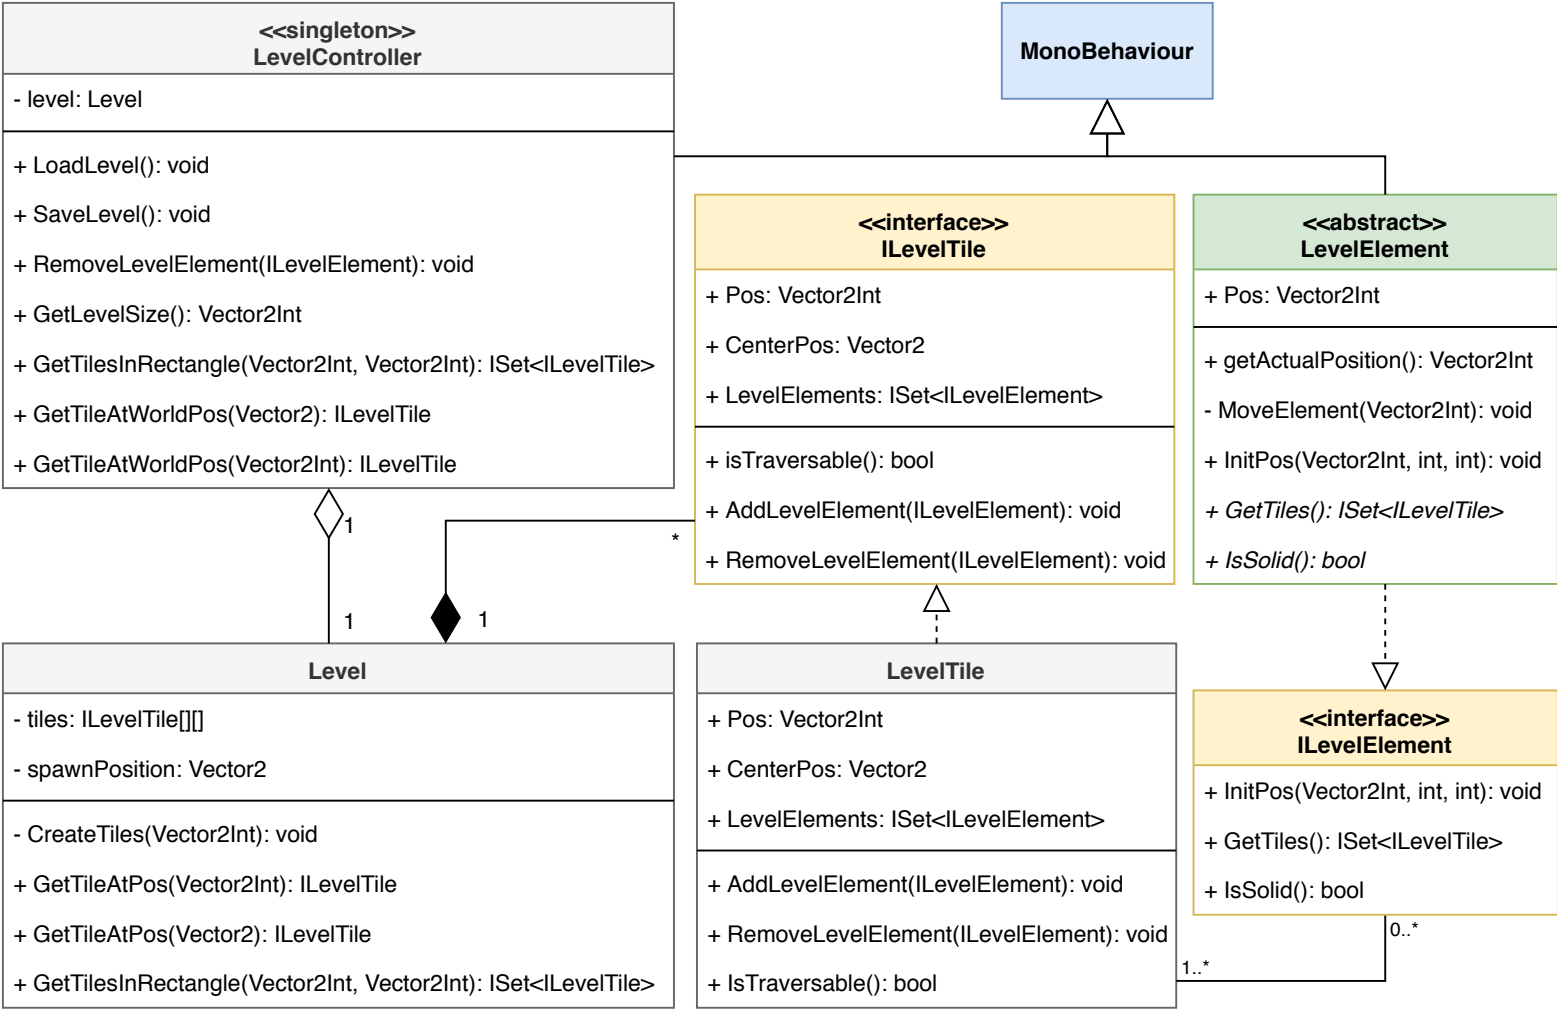 <<singleton>>
LevelController
- level: Level
+ LoadLevel(): void
+ SaveLevel(): void
+ RemoveLevelElement(ILevelElement): void
+ GetLevelSize(): Vector2Int
+ GetTilesInRectangle(Vector2Int, Vector2Int): ISet<ILevelTile>
+ GetTileAtWorldPos(Vector2): ILevelTile
+ GetTileAtWorldPos(Vector2Int): ILevelTile
MonoBehaviour
<<interface>>
ILevelTile
+ Pos: Vector2Int
+ CenterPos: Vector2
+ LevelElements: ISet<ILevelElement>
+ isTraversable(): bool
+ AddLevelElement(ILevelElement): void
+ RemoveLevelElement(ILevelElement): void
<<abstract>>
LevelElement
+ Pos: Vector2Int
+ getActualPosition(): Vector2Int
- MoveElement(Vector2Int): void
+ InitPos(Vector2Int, int, int): void
+ GetTiles(): ISet<ILevelTile>
+ IsSolid(): bool
1
*
1
1
Level
- tiles: ILevelTile[][]
- spawnPosition: Vector2
- CreateTiles(Vector2Int): void
+ GetTileAtPos(Vector2Int): ILevelTile
+ GetTileAtPos(Vector2): ILevelTile
+ GetTilesInRectangle(Vector2Int, Vector2Int): ISet<ILevelTile>
LevelTile
+ Pos: Vector2Int
+ CenterPos: Vector2
+ LevelElements: ISet<ILevelElement>
+ AddLevelElement(ILevelElement): void
+ RemoveLevelElement(ILevelElement): void
+ IsTraversable(): bool
<<interface>>
ILevelElement
+ InitPos(Vector2Int, int, int): void
+ GetTiles(): ISet<ILevelTile>
+ IsSolid(): bool
0..*
1..*